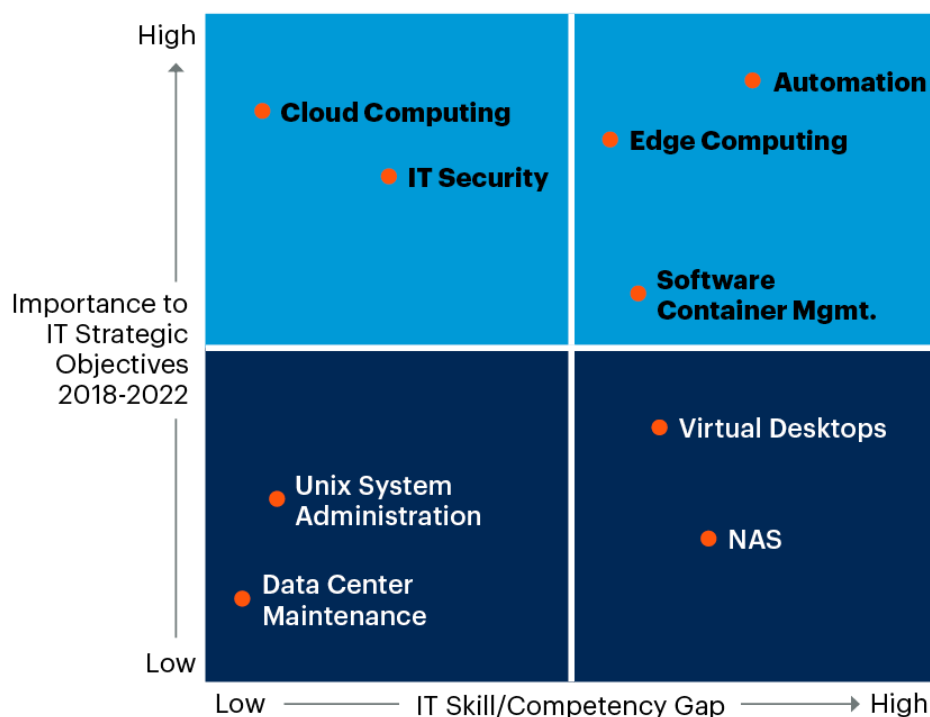 High
Automation
Cloud Computing
Edge Computing
IT Security
Software
Container Mgmt.
Importance to
IT Strategic
Objectives
2018-2022
Virtual Desktops
Unix System
Administration
NAS
Data Center
Maintenance
Low
Low
IT Skill/Competency Gap
High